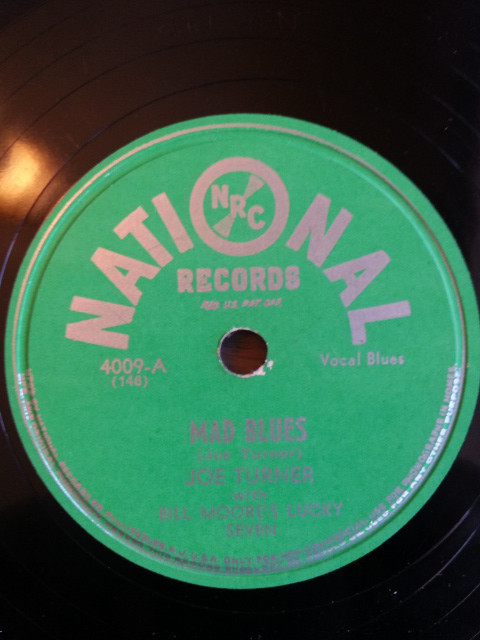 NATIONAL
NRC
RECORDS
REG. U.S. PAT. OFF.
4009-A
Vocal Blues
(146)
MAD BLUES
(Joe Turner)
JOE TURNER
with
BILL MOORE'S LUCKY
SEVEN